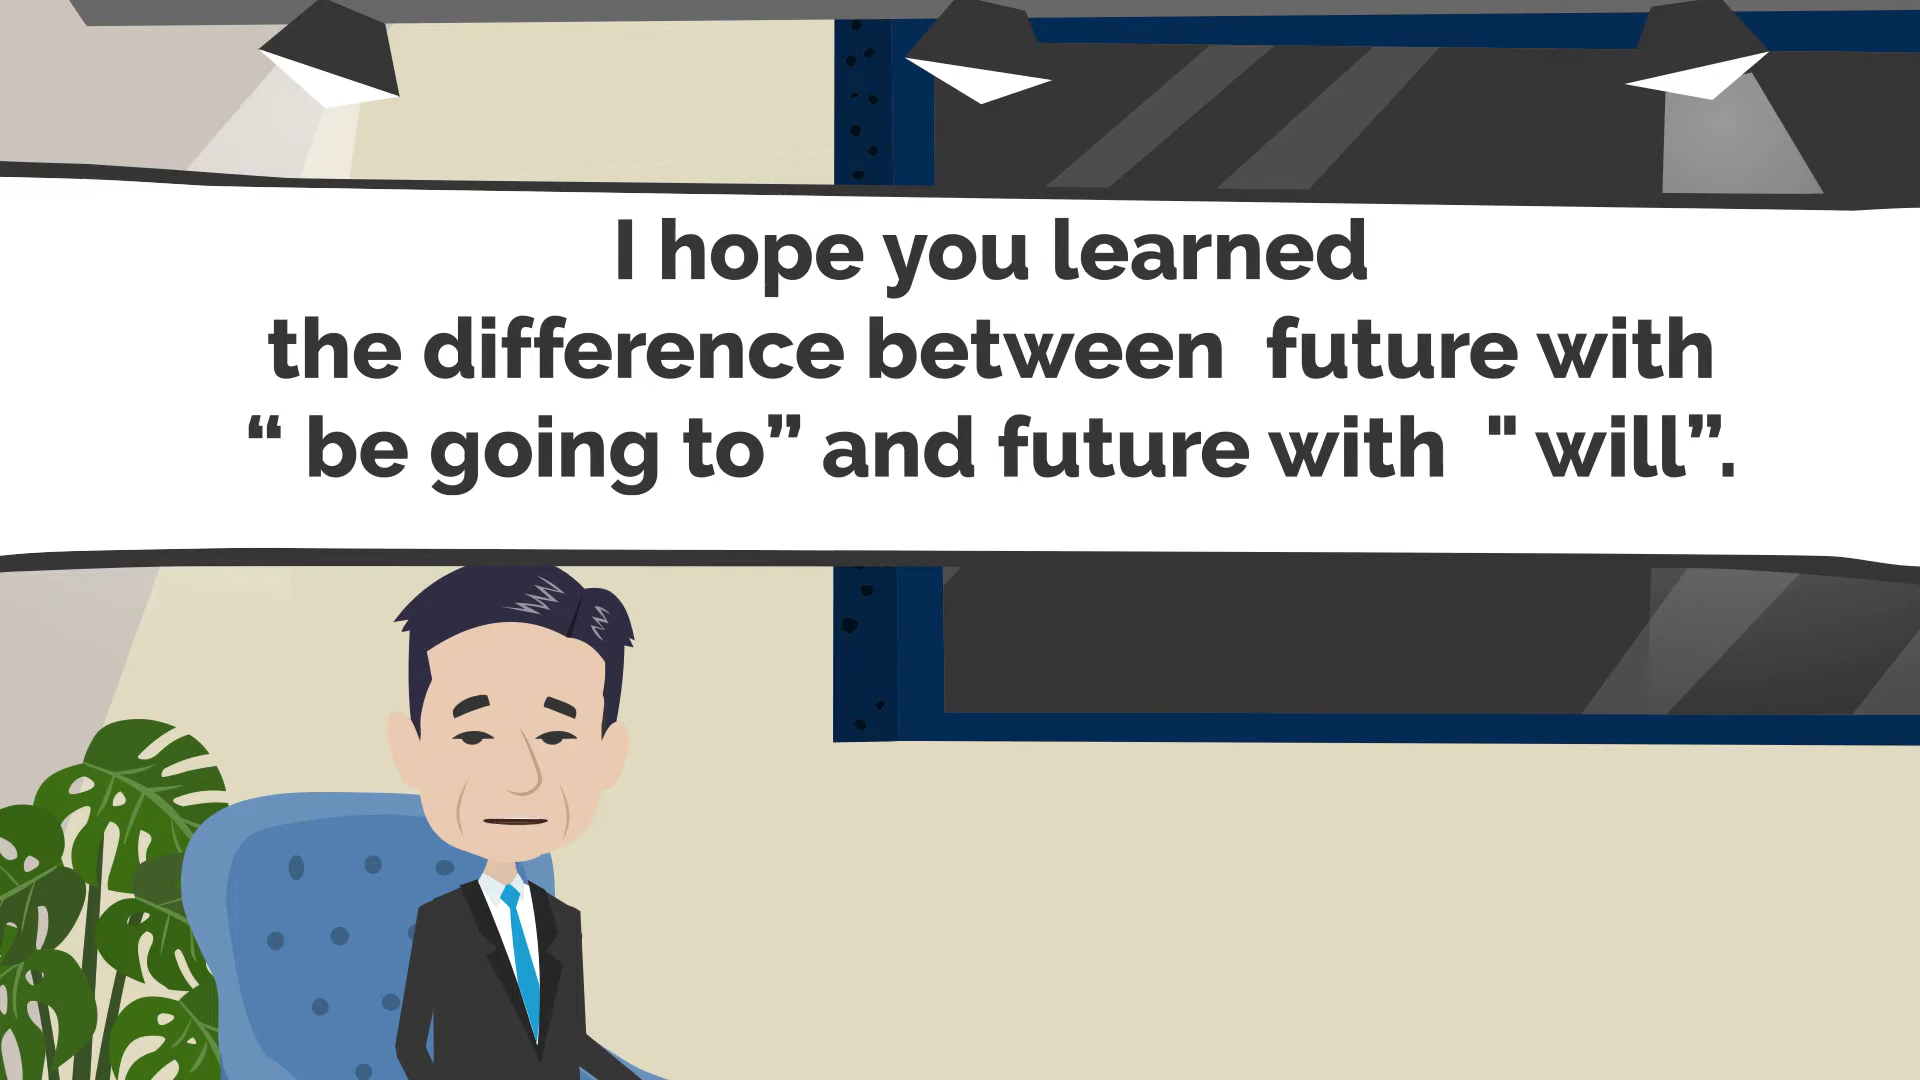 I hope you learned
the difference between  future with
“ be going to” and future with  " will”.